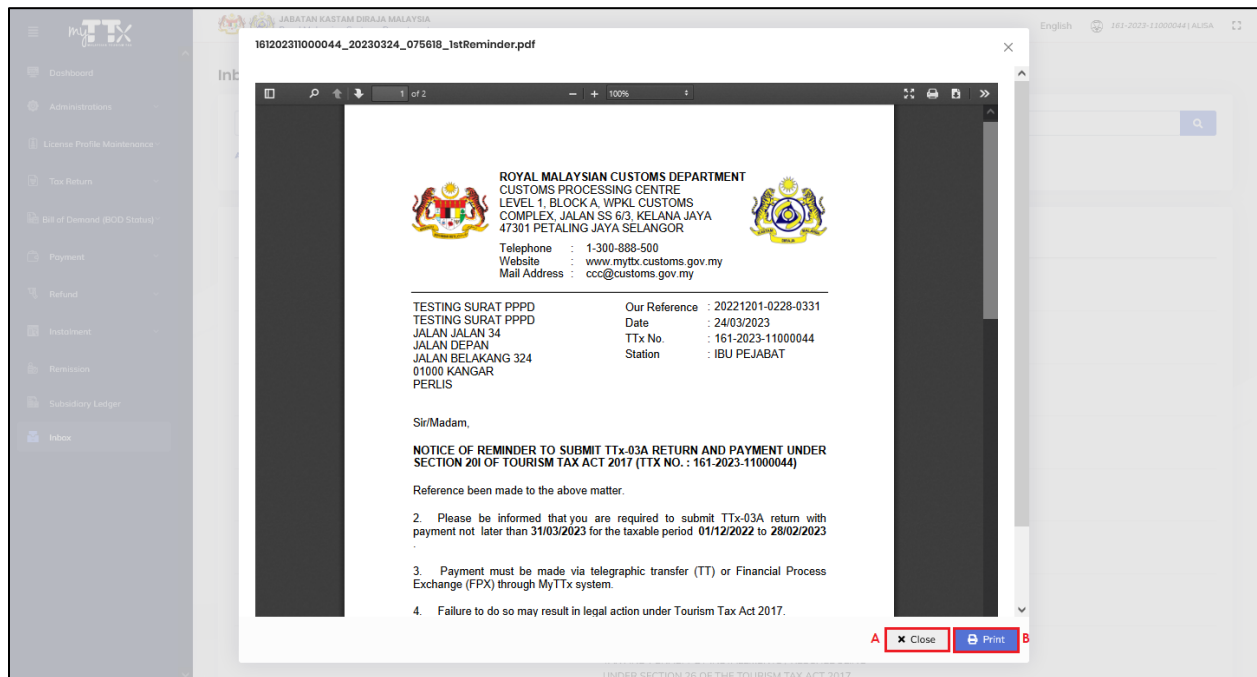 myTTx
JABATAN KASTAM DIRAJA MALAYSIA
English
161-2023-11000044 | ALISA
Dashboard
Administrations
License Profile Maintenance
Tax Return
Bill of Demand (BOD Status)
Payment
Refund
Instalment
Remission
Subsidiary Ledger
Inbox
Inb
161202311000044_20230324_075618_1stReminder.pdf
1 of 2
100%
ROYAL MALAYSIAN CUSTOMS DEPARTMENT
CUSTOMS PROCESSING CENTRE
LEVEL 1, BLOCK A, WPKL CUSTOMS
COMPLEX, JALAN SS 6/3, KELANA JAYA
47301 PETALING JAYA SELANGOR
Telephone : 1-300-888-500
Website : www.myttx.customs.gov.my
Mail Address : ccc@customs.gov.my
TESTING SURAT PPPD
TESTING SURAT PPPD
JALAN JALAN 34
JALAN DEPAN
JALAN BELAKANG 324
01000 KANGAR
PERLIS
Our Reference : 20221201-0228-0331
Date : 24/03/2023
TTx No. : 161-2023-11000044
Station : IBU PEJABAT
Sir/Madam,
NOTICE OF REMINDER TO SUBMIT TTx-03A RETURN AND PAYMENT UNDER
SECTION 20I OF TOURISM TAX ACT 2017 (TTX NO. : 161-2023-11000044)
Reference been made to the above matter.
2. Please be informed that you are required to submit TTx-03A return with
payment not later than 31/03/2023 for the taxable period 01/12/2022 to 28/02/2023
.
3. Payment must be made via telegraphic transfer (TT) or Financial Process
Exchange (FPX) through MyTTx system.
4. Failure to do so may result in legal action under Tourism Tax Act 2017.
A
Close
Print
B
UNDER SECTION 26 OF THE TOURISM TAX ACT 2017